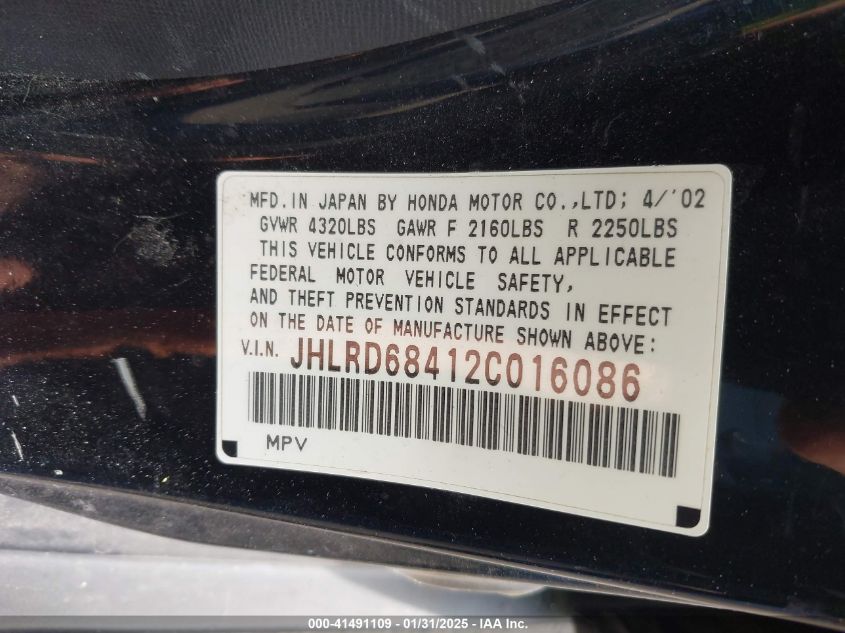 MFD.IN JAPAN BY HONDA MOTOR CO.,LTD; 4/'02
GVWR 4320LBS GAWR F 2160LBS R 2250LBS
THIS VEHICLE CONFORMS TO ALL APPLICABLE
FEDERAL MOTOR VEHICLE SAFETY,
AND THEFT PREVENTION STANDARDS IN EFFECT
ON THE DATE OF MANUFACTURE SHOWN ABOVE:
V.I.N. JHLRD68412C016086
MPV
000-41491109 - 01/31/2025 - IAA Inc.